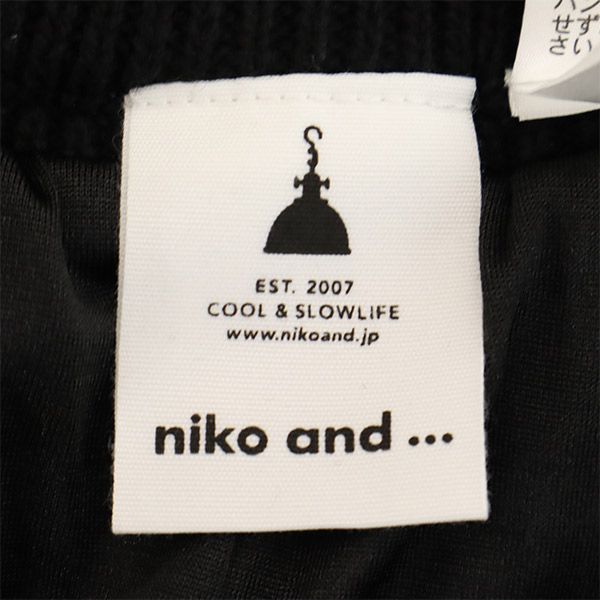 EST. 2007
COOL & SLOWLIFE
www.nikoand.jp
niko and ...